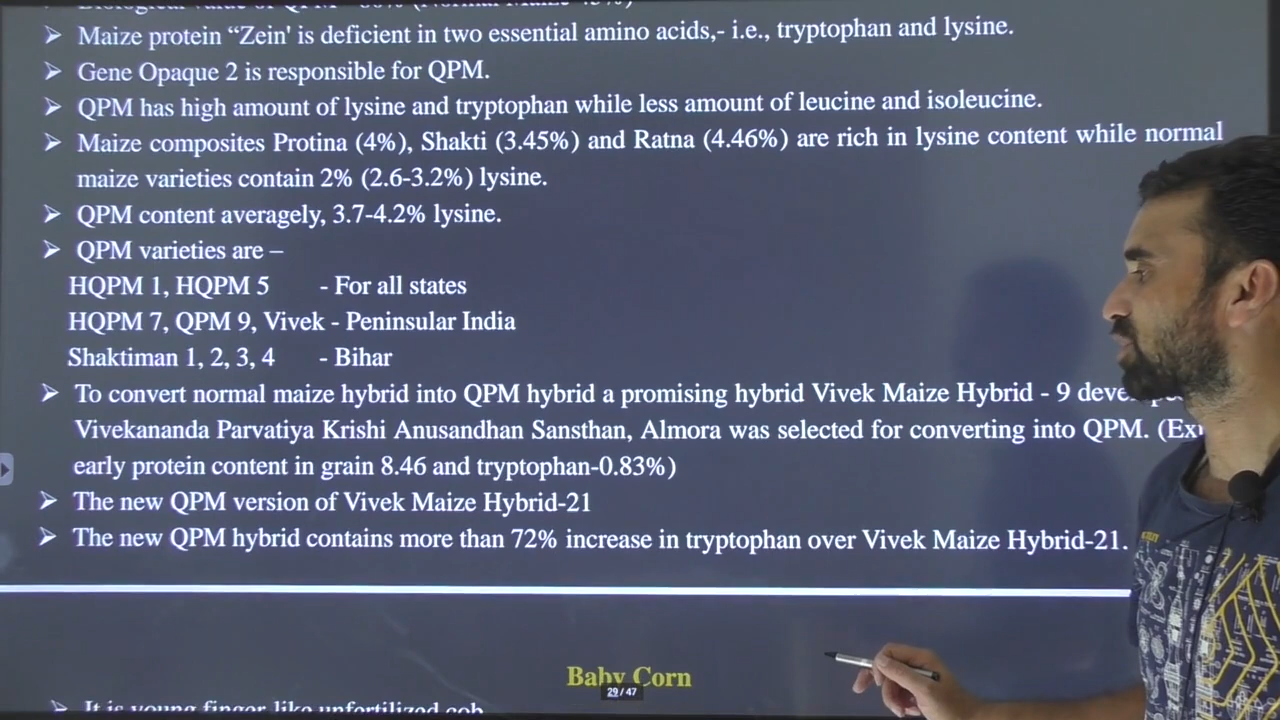 ➤ Maize protein “Zein' is deficient in two essential amino acids,- i.e., tryptophan and lysine.
➤ Gene Opaque 2 is responsible for QPM.
➤ QPM has high amount of lysine and tryptophan while less amount of leucine and isoleucine.
➤ Maize composites Protina (4%), Shakti (3.45%) and Ratna (4.46%) are rich in lysine content while normal
maize varieties contain 2% (2.6-3.2%) lysine.
➤ QPM content averagely, 3.7-4.2% lysine.
➤ QPM varieties are –
HQPM 1, HQPM 5 - For all states
HQPM 7, QPM 9, Vivek - Peninsular India
Shaktiman 1, 2, 3, 4 - Bihar
➤ To convert normal maize hybrid into QPM hybrid a promising hybrid Vivek Maize Hybrid - 9
Vivekananda Parvatiya Krishi Anusandhan Sansthan, Almora was selected for converting into QPM.
early protein content in grain 8.46 and tryptophan-0.83%)
➤ The new QPM version of Vivek Maize Hybrid-21
➤ The new QPM hybrid contains more than 72% increase in tryptophan over Vivek Maize Hybrid-21.
Baby Corn
29 / 47
➤ It is young finger like unfertilized cob